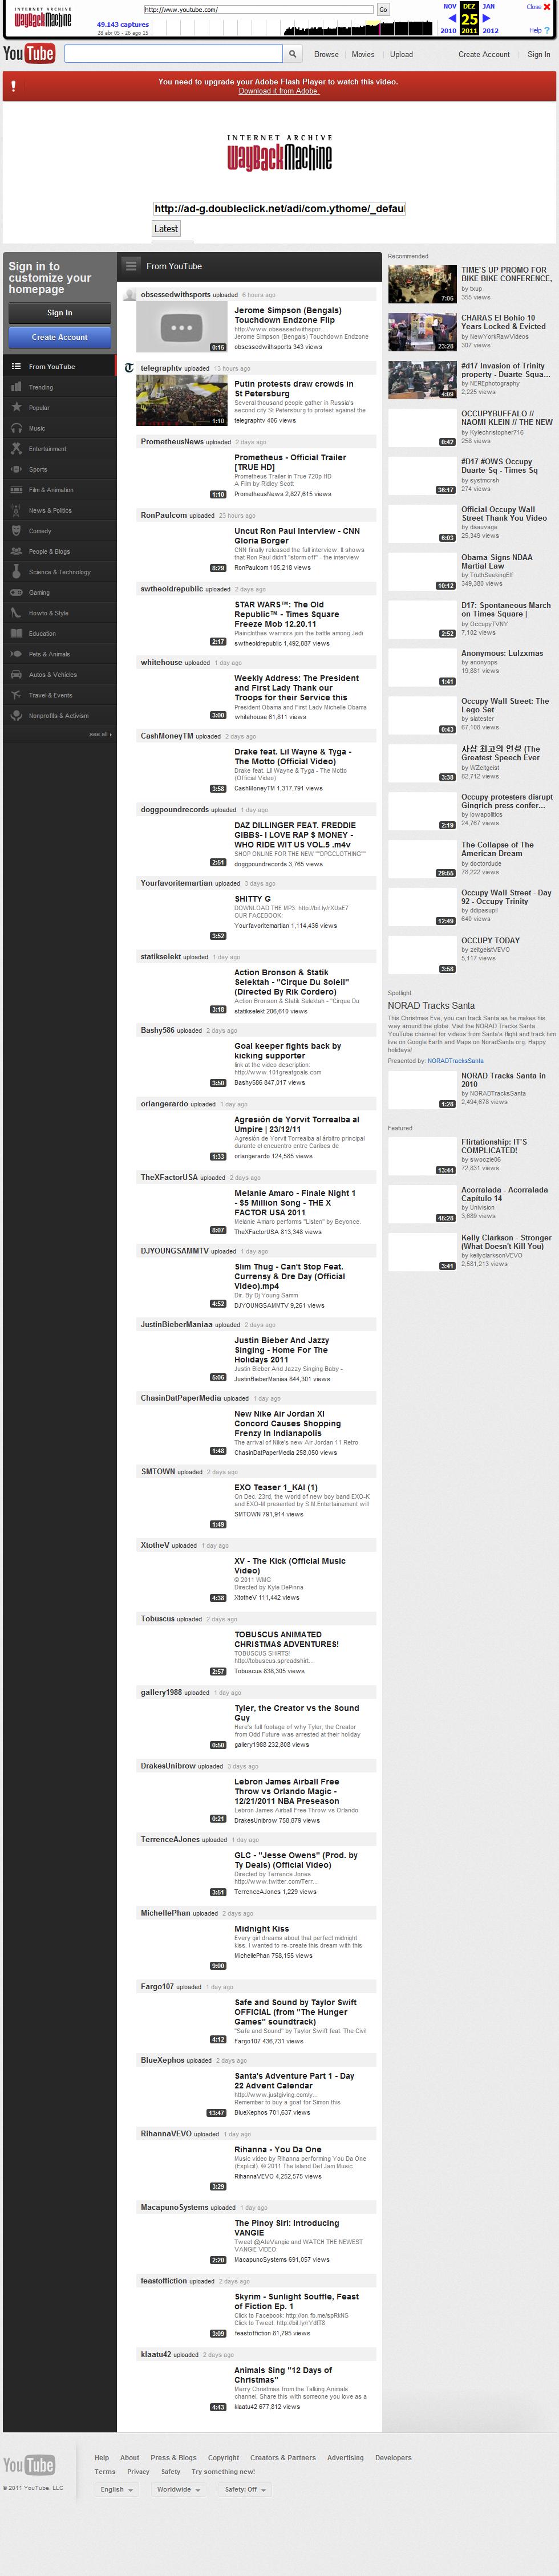 INTERNET ARCHIVE
WayBackMachine
http://www.youtube.com/
Go
49.143 captures
28 abr 05 - 26 ago 15
NOV DEZ JAN
25
2010 2011 2012
Close
Help ?
YouTube
Browse Movies Upload Create Account Sign In
You need to upgrade your Adobe Flash Player to watch this video.
Download it from Adobe.
INTERNET ARCHIVE
WayBackMachine
http://ad-g.doubleclick.net/adi/com.ythome/_defau
Latest
Sign in to
customize your
homepage
Sign In
Create Account
From YouTube
Trending
Popular
Music
Entertainment
Sports
Film & Animation
News & Politics
Comedy
People & Blogs
Science & Technology
Gaming
Howto & Style
Education
Pets & Animals
Autos & Vehicles
Travel & Events
Nonprofits & Activism
see all
From YouTube
obsessedwithsports uploaded 6 hours ago
0:15
Jerome Simpson (Bengals)
Touchdown Endzone Flip
http://www.obsessedwithspor...
Jerome Simpson (Bengals) Touchdown Endzone
obsessedwithsports 343 views
telegraphtv uploaded 13 hours ago
1:10
Putin protests draw crowds in
St Petersburg
Several thousand people gather in Russia's
second city St Petersburg to protest against the
telegraphtv 406 views
PrometheusNews uploaded 2 days ago
1:10
Prometheus - Official Trailer
[TRUE HD]
Prometheus Trailer in True 720p HD
A Film by Ridley Scott
PrometheusNews 2,827,615 views
RonPaulcom uploaded 23 hours ago
8:29
Uncut Ron Paul Interview - CNN
Gloria Borger
CNN finally released the full interview. It shows
that Ron Paul didn't "storm off" - the interview
RonPaulcom 105,218 views
swtheoldrepublic uploaded 2 days ago
2:17
STAR WARS™: The Old
Republic™ - Times Square
Freeze Mob 12.20.11
Plainclothes warriors join the battle among Jedi
swtheoldrepublic 1,492,887 views
whitehouse uploaded 1 day ago
3:00
Weekly Address: The President
and First Lady Thank our
Troops for their Service this
President Obama and First Lady Michelle Obama
whitehouse 61,811 views
CashMoneyTM uploaded 2 days ago
3:58
Drake feat. Lil Wayne & Tyga -
The Motto (Official Video)
Drake feat. Lil Wayne & Tyga - The Motto
(Official Video)
CashMoneyTM 1,317,791 views
doggpoundrecords uploaded 1 day ago
2:51
DAZ DILLINGER FEAT. FREDDIE
GIBBS- I LOVE RAP $ MONEY -
WHO RIDE WIT US VOL.5 .m4v
SHOP ONLINE FOR THE NEW ""DPGCLOTHING""
doggpoundrecords 3,765 views
Yourfavoritemartian uploaded 3 days ago
3:52
SHITTY G
DOWNLOAD THE MP3: http://bit.ly/rXUsE7
OUR FACEBOOK:
Yourfavoritemartian 1,114,436 views
statikselekt uploaded 1 day ago
3:18
Action Bronson & Statik
Selektah - "Cirque Du Soleil"
(Directed By Rik Cordero)
Action Bronson & Statik Selektah - "Cirque Du
statikselekt 206,610 views
Bashy586 uploaded 2 days ago
3:50
Goal keeper fights back by
kicking supporter
link at the video description:
http://www.101greatgoals.com
Bashy586 847,017 views
orlangerardo uploaded 1 day ago
1:33
Agresión de Yorvit Torrealba al
Umpire | 23/12/11
Agresión de Yorvit Torrealba al árbitro principal
durante el encuentro entre Caribes de
orlangerardo 124,585 views
TheXFactorUSA uploaded 2 days ago
8:07
Melanie Amaro - Finale Night 1
- $5 Million Song - THE X
FACTOR USA 2011
Melanie Amaro performs "Listen" by Beyonce.
TheXFactorUSA 813,348 views
DJYOUNGSAMMTV uploaded 1 day ago
4:52
Slim Thug - Can't Stop Feat.
Currensy & Dre Day (Official
Video).mp4
Dir. By Dj Young Samm
DJYOUNGSAMMTV 9,261 views
JustinBieberManiaa uploaded 2 days ago
5:06
Justin Bieber And Jazzy
Singing - Home For The
Holidays 2011
Justin Bieber And Jazzy Singing Baby -
JustinBieberManiaa 844,301 views
ChasinDatPaperMedia uploaded 1 day ago
1:48
New Nike Air Jordan XI
Concord Causes Shopping
Frenzy In Indianapolis
The arrival of Nike's new Air Jordan 11 Retro
ChasinDatPaperMedia 258,050 views
SMTOWN uploaded 2 days ago
1:49
EXO Teaser 1_KAI (1)
On Dec. 23rd, the world of new boy band EXO-K
and EXO-M presented by S.M.Entertainement will
SMTOWN 791,914 views
XtotheV uploaded 1 day ago
4:38
XV - The Kick (Official Music
Video)
© 2011 WMG
Directed by Kyle DePinna
XtotheV 111,442 views
Tobuscus uploaded 2 days ago
2:57
TOBUSCUS ANIMATED
CHRISTMAS ADVENTURES!
TOBUSCUS SHIRTS!
http://tobuscus.spreadshirt...
Tobuscus 838,305 views
gallery1988 uploaded 1 day ago
0:50
Tyler, the Creator vs the Sound
Guy
Here's full footage of why Tyler, the Creator
from Odd Future was arrested at their holiday
gallery1988 232,808 views
DrakesUnibrow uploaded 3 days ago
0:21
Lebron James Airball Free
Throw vs Orlando Magic -
12/21/2011 NBA Preseason
Lebron James Airball Free Throw vs Orlando
DrakesUnibrow 758,879 views
TerrenceAJones uploaded 1 day ago
3:51
GLC - "Jesse Owens" (Prod. by
Ty Deals) (Official Video)
Directed by Terrence Jones
http://www.twitter.com/Terr...
TerrenceAJones 1,229 views
MichellePhan uploaded 2 days ago
9:00
Midnight Kiss
Every girl dreams about that perfect midnight
kiss. I wanted to re-create this dream with this
MichellePhan 758,155 views
Fargo107 uploaded 1 day ago
4:12
Safe and Sound by Taylor Swift
OFFICIAL (from "The Hunger
Games" soundtrack)
"Safe and Sound" by Taylor Swift feat. The Civil
Fargo107 436,731 views
BlueXephos uploaded 2 days ago
13:47
Santa's Adventure Part 1 - Day
22 Advent Calendar
http://www.justgiving.com/y...
Remember to buy a goat for Simon this
BlueXephos 701,637 views
RihannaVEVO uploaded 1 day ago
3:29
Rihanna - You Da One
Music video by Rihanna performing You Da One
(Explicit). © 2011 The Island Def Jam Music
RihannaVEVO 4,252,575 views
MacapunoSystems uploaded 1 day ago
2:20
The Pinoy Siri: Introducing
VANGIE
Tweet @AteVangie and WATCH THE NEWEST
VANGIE VIDEO:
MacapunoSystems 691,057 views
feastoffiction uploaded 2 days ago
3:09
Skyrim - Sunlight Souffle, Feast
of Fiction Ep. 1
Click to Facebook: http://on.fb.me/spRkNS
Click to Tweet: http://bit.ly/rYdfT8
feastoffiction 81,795 views
klaatu42 uploaded 2 days ago
4:43
Animals Sing "12 Days of
Christmas"
Merry Christmas from the Talking Animals
channel. Share this with someone you love as a
klaatu42 677,812 views
Recommended
7:06
TIME'S UP PROMO FOR
BIKE BIKE CONFERENCE,
by txup
355 views
23:28
CHARAS El Bohio 10
Years Locked & Evicted
by NewYorkRawVideos
307 views
4:09
#d17 Invasion of Trinity
property - Duarte Squa...
by NEREphotography
2,225 views
0:42
OCCUPYBUFFALO //
NAOMI KLEIN // THE NEW
by Kylechristopher716
258 views
36:17
#D17 #OWS Occupy
Duarte Sq - Times Sq
by systmcrsh
274 views
6:03
Official Occupy Wall
Street Thank You Video
by dsauvage
25,349 views
10:12
Obama Signs NDAA
Martial Law
by TruthSeekingElf
349,380 views
2:52
D17: Spontaneous March
on Times Square |
by OccupyTVNY
7,102 views
1:41
Anonymous: Lulzxmas
by anonyops
19,881 views
0:43
Occupy Wall Street: The
Lego Set
by slatester
67,108 views
3:38
사상 최고의 연설 (The
Greatest Speech Ever
by WZeitgeist
82,712 views
2:19
Occupy protesters disrupt
Gingrich press confer...
by iowapolitics
24,767 views
29:55
The Collapse of The
American Dream
by doctordude
78,222 views
12:49
Occupy Wall Street - Day
92 - Occupy Trinity
by ddipasupil
640 views
3:58
OCCUPY TODAY
by zeitgeistVEVO
5,117 views
Spotlight
NORAD Tracks Santa
This Christmas Eve, you can track Santa as he makes his
way around the globe. Visit the NORAD Tracks Santa
YouTube channel for videos from Santa's flight and track him
live on Google Earth and Maps on NoradSanta.org. Happy
holidays!
Presented by: NORADTracksSanta
1:28
NORAD Tracks Santa in
2010
by NORADTracksSanta
2,494,678 views
Featured
13:44
Flirtationship: IT'S
COMPLICATED!
by swoozie06
72,831 views
45:28
Acorralada - Acorralada
Capitulo 14
by Univision
3,689 views
3:41
Kelly Clarkson - Stronger
(What Doesn't Kill You)
by kellyclarksonVEVO
2,581,213 views
YouTube
© 2011 YouTube, LLC
Help About Press & Blogs Copyright Creators & Partners Advertising Developers
Terms Privacy Safety Try something new!
English Worldwide Safety: Off